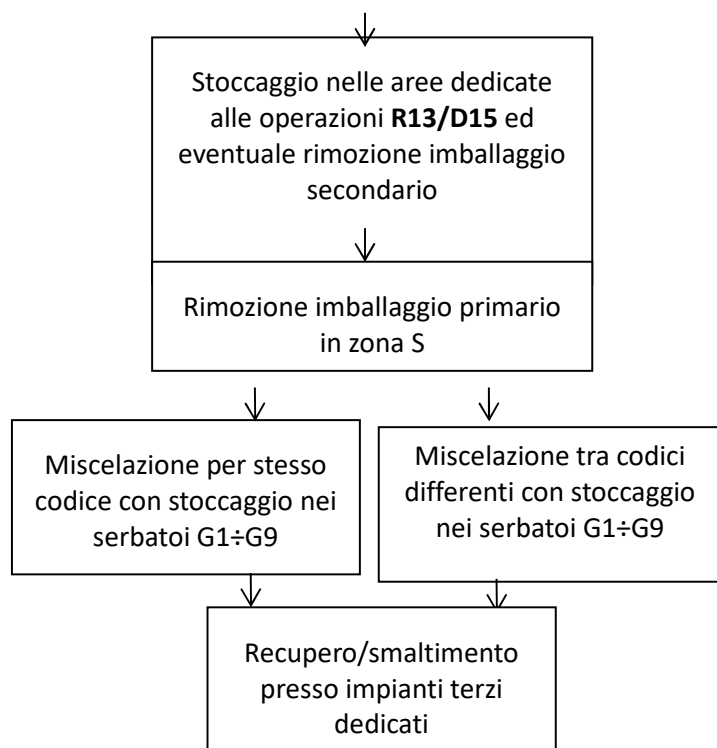 Stoccaggio nelle aree dedicate
alle operazioni R13/D15 ed
eventuale rimozione imballaggio
secondario
Rimozione imballaggio primario
in zona S
Miscelazione per stesso
codice con stoccaggio nei
serbatoi G1÷G9
Miscelazione tra codici
differenti con stoccaggio
nei serbatoi G1÷G9
Recupero/smaltimento
presso impianti terzi
dedicati